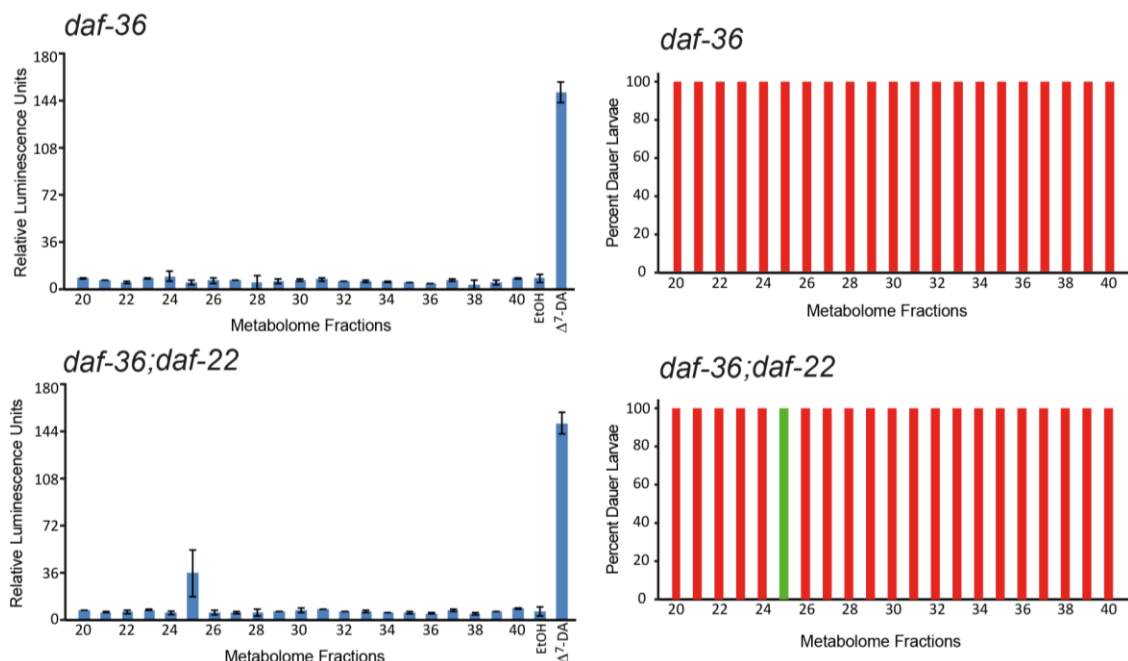 daf-36
Relative Luminescence Units
180
144
108
72
36
0
20 22 24 26 28 30 32 34 36 38 40 EtOH Δ⁷-DA
Metabolome Fractions
daf-36
Percent Dauer Larvae
100
80
60
40
20
0
20 22 24 26 28 30 32 34 36 38 40
Metabolome Fractions
daf-36;daf-22
Relative Luminescence Units
180
144
108
72
36
0
20 22 24 26 28 30 32 34 36 38 40 EtOH Δ⁷-DA
Metabolome Fractions
daf-36;daf-22
Percent Dauer Larvae
100
80
60
40
20
0
20 22 24 26 28 30 32 34 36 38 40
Metabolome Fractions